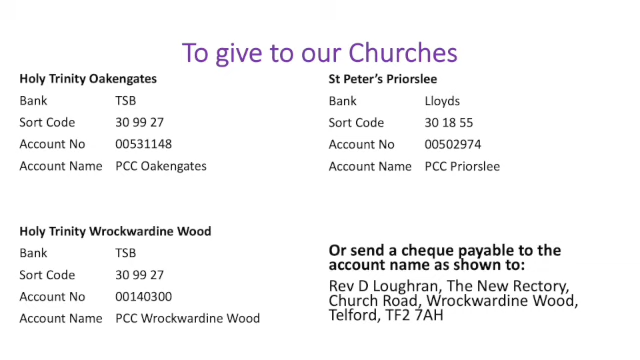 To give to our Churches
Holy Trinity Oakengates
Bank TSB
Sort Code 30 99 27
Account No 00531148
Account Name PCC Oakengates
St Peter’s Priorslee
Bank Lloyds
Sort Code 30 18 55
Account No 00502974
Account Name PCC Priorslee
Holy Trinity Wrockwardine Wood
Bank TSB
Sort Code 30 99 27
Account No 00140300
Account Name PCC Wrockwardine Wood
Or send a cheque payable to the
account name as shown to:
Rev D Loughran, The New Rectory,
Church Road, Wrockwardine Wood,
Telford, TF2 7AH